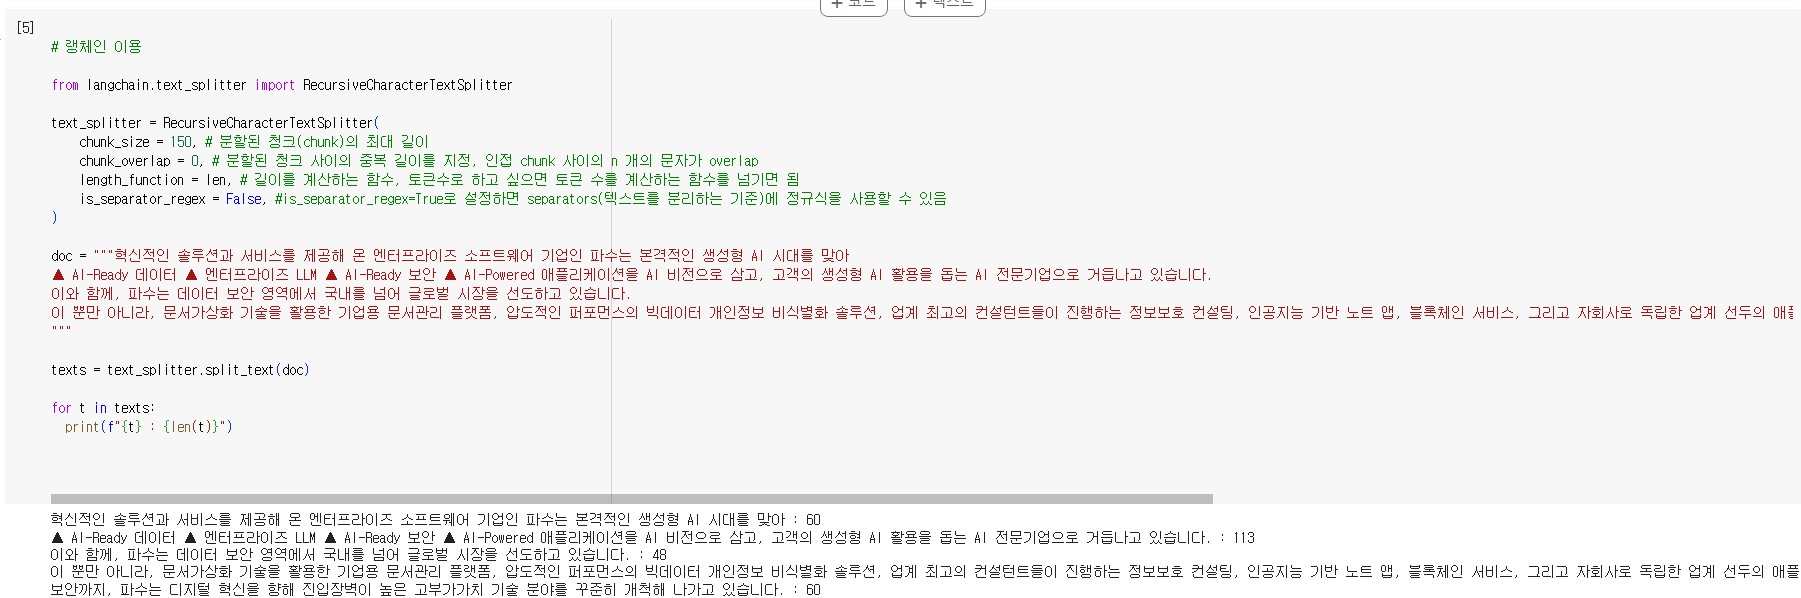 + 코드 + 텍스트
[5]
# 랭체인 이용
from langchain.text_splitter import RecursiveCharacterTextSplitter
text_splitter = RecursiveCharacterTextSplitter(
chunk_size = 150, # 분할된 청크(chunk)의 최대 길이
chunk_overlap = 0, # 분할된 청크 사이의 중복 길이를 지정, 인접 chunk 사이의 n 개의 문자가 overlap
length_function = len, # 길이를 계산하는 함수, 토큰수로 하고 싶으면 토큰 수를 계산하는 함수를 넘기면 됨
is_separator_regex = False, #is_separator_regex=True로 설정하면 separators(텍스트를 분리하는 기준)에 정규식을 사용할 수 있음
)
doc = """혁신적인 솔루션과 서비스를 제공해 온 엔터프라이즈 소프트웨어 기업인 파수는 본격적인 생성형 AI 시대를 맞아
▲ AI-Ready 데이터 ▲ 엔터프라이즈 LLM ▲ AI-Ready 보안 ▲ AI-Powered 애플리케이션을 AI 비전으로 삼고, 고객의 생성형 AI 활용을 돕는 AI 전문기업으로 거듭나고 있습니다.
이와 함께, 파수는 데이터 보안 영역에서 국내를 넘어 글로벌 시장을 선도하고 있습니다.
이 뿐만 아니라, 문서가상화 기술을 활용한 기업용 문서관리 플랫폼, 압도적인 퍼포먼스의 빅데이터 개인정보 비식별화 솔루션, 업계 최고의 컨설턴트들이 진행하는 정보보호 컨설팅, 인공지능 기반 노트 앱, 블록체인 서비스, 그리고 자회사로 독립한 업계 선두의 애플
"""
texts = text_splitter.split_text(doc)
for t in texts:
print(f"{t} : {len(t)}")
혁신적인 솔루션과 서비스를 제공해 온 엔터프라이즈 소프트웨어 기업인 파수는 본격적인 생성형 AI 시대를 맞아 : 60
▲ AI-Ready 데이터 ▲ 엔터프라이즈 LLM ▲ AI-Ready 보안 ▲ AI-Powered 애플리케이션을 AI 비전으로 삼고, 고객의 생성형 AI 활용을 돕는 AI 전문기업으로 거듭나고 있습니다. : 113
이와 함께, 파수는 데이터 보안 영역에서 국내를 넘어 글로벌 시장을 선도하고 있습니다. : 48
이 뿐만 아니라, 문서가상화 기술을 활용한 기업용 문서관리 플랫폼, 압도적인 퍼포먼스의 빅데이터 개인정보 비식별화 솔루션, 업계 최고의 컨설턴트들이 진행하는 정보보호 컨설팅, 인공지능 기반 노트 앱, 블록체인 서비스, 그리고 자회사로 독립한 업계 선두의 애플
보안까지, 파수는 디지털 혁신을 향해 진입장벽이 높은 고부가가치 기술 분야를 꾸준히 개척해 나가고 있습니다. : 60